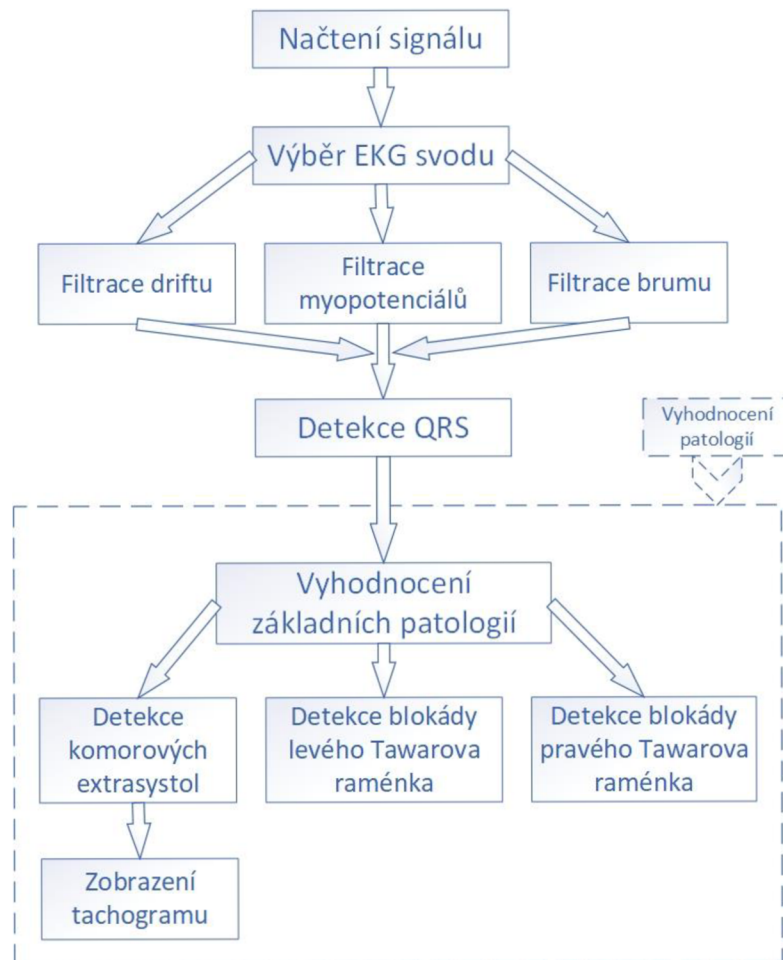 Načtení signálu
Výběr EKG svodu
Filtrace driftu
Filtrace
myopotenciálů
Filtrace brumu
Detekce QRS
Vyhodnocení
patologií
Vyhodnocení
základních patologií
Detekce
komorových
extrasystol
Detekce blokády
levého Tawarova
raménka
Detekce blokády
pravého Tawarova
raménka
Zobrazení
tachogramu